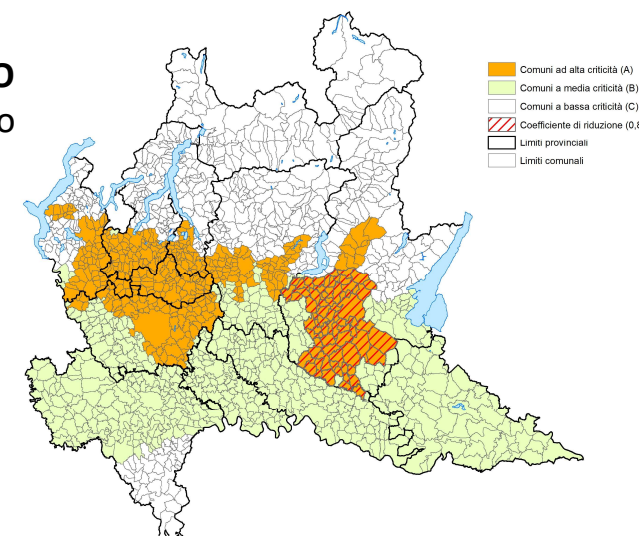 o
o
Comuni ad alta criticità (A)
Comuni a media criticità (B)
Comuni a bassa criticità (C)
Coefficiente di riduzione (0,8
Limiti provinciali
Limiti comunali